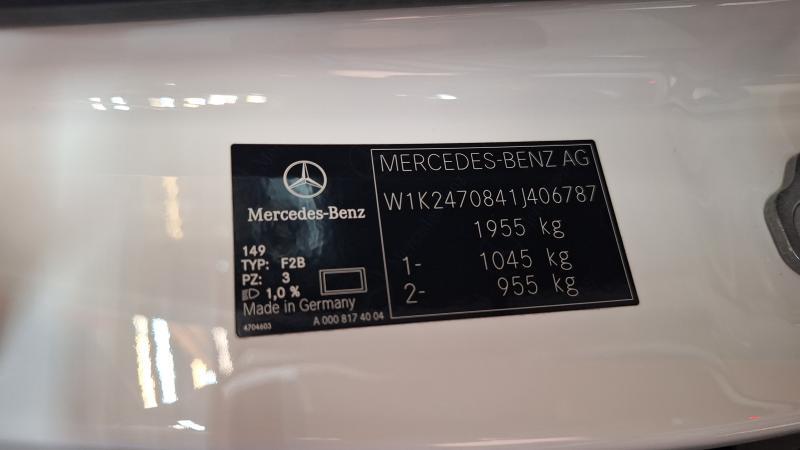 Mercedes-Benz
149
TYP: F2B
PZ: 3
1,0 %
Made in Germany
4704603
A 000 817 40 04
MERCEDES-BENZ AG
W1K2470841J406787
1955 kg
1- 1045 kg
2- 955 kg